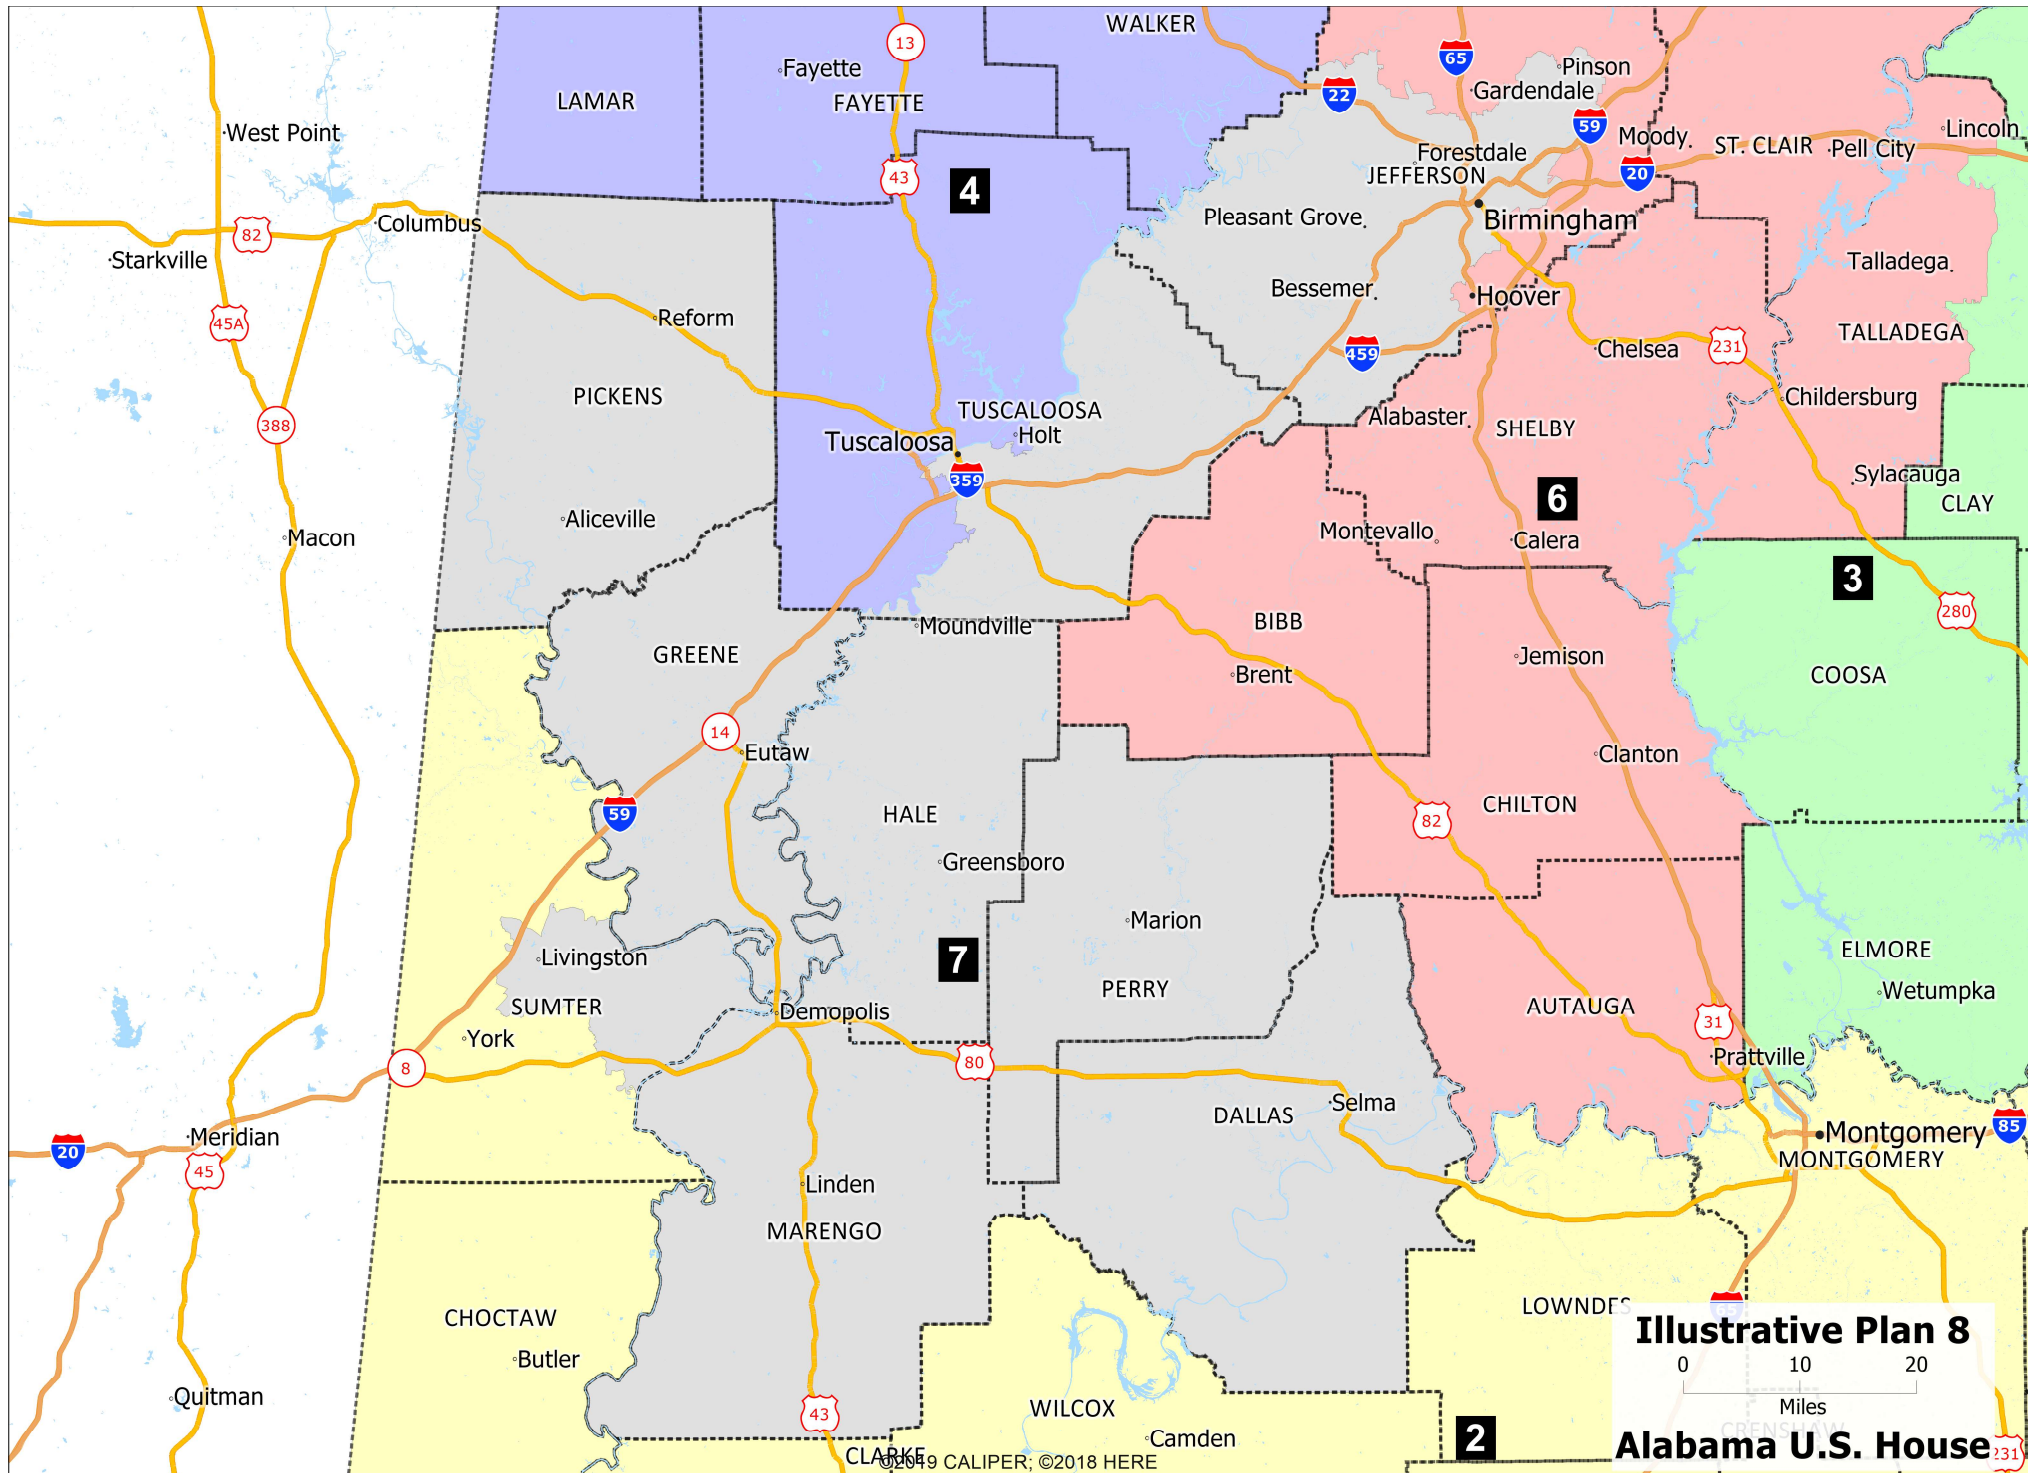 WALKER
13
65
Pinson
Fayette
Gardendale
22
LAMAR
FAYETTE
59
West Point
Moody
ST. CLAIR
Lincoln
Pell City
Forestdale
JEFFERSON
20
43
4
Pleasant Grove
Birmingham
Columbus
82
Starkville
Talladega
Bessemer
Hoover
45A
Reform
TALLADEGA
231
Chelsea
459
PICKENS
Childersburg
TUSCALOOSA
Alabaster
SHELBY
388
Holt
Tuscaloosa
359
Sylacauga
6
CLAY
Aliceville
Montevallo
Macon
Calera
3
280
BIBB
Moundville
GREENE
Jemison
Brent
COOSA
14
Eutaw
Clanton
CHILTON
59
HALE
82
Greensboro
Marion
ELMORE
Livingston
7
PERRY
Wetumpka
SUMTER
Demopolis
AUTAUGA
31
York
Prattville
8
80
Selma
DALLAS
85
Meridian
Montgomery
MONTGOMERY
20
45
Linden
MARENGO
LOWNDES
65
CHOCTAW
Illustrative Plan 8
Butler
0 10 20
Miles
Quitman
43
WILCOX
CRENSHAW
Camden
2
Alabama U.S. House
231
CLARKE
©2019 CALIPER; ©2018 HERE